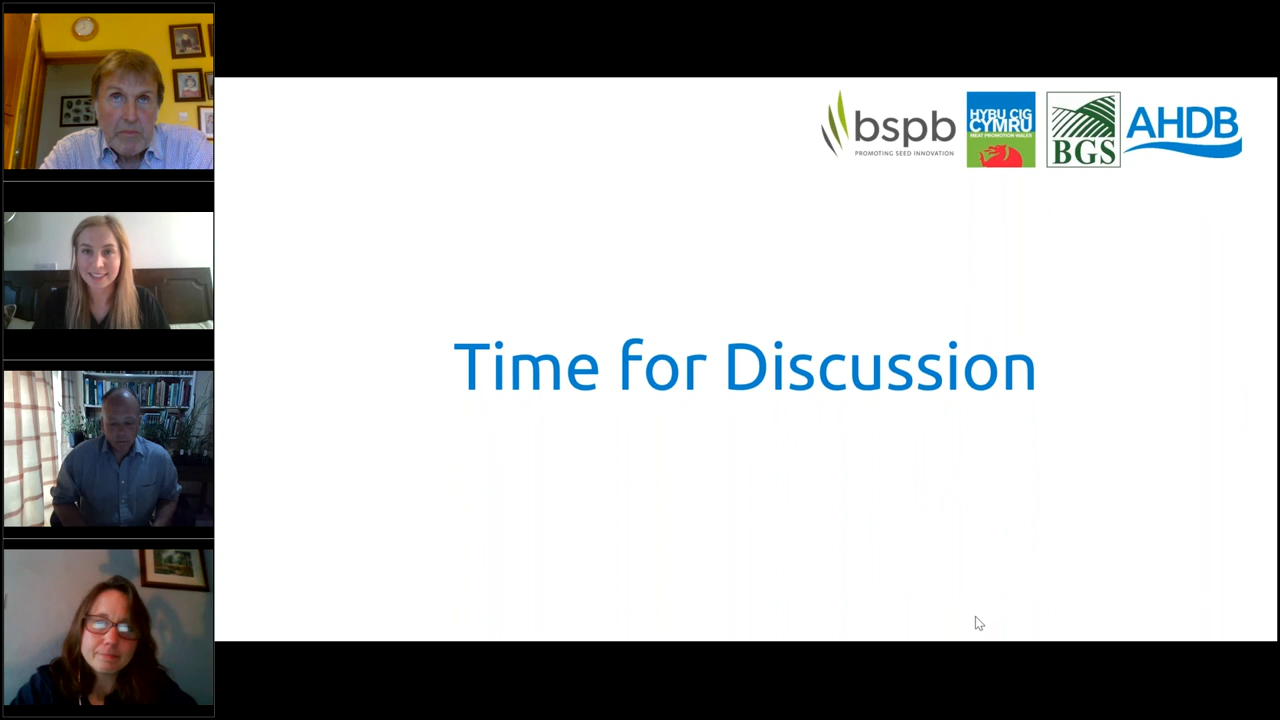 bspb
PROMOTING SEED INNOVATION
HYBU CIG
CYMRU
MEAT PROMOTION WALES
BGS
AHDB
Time for Discussion